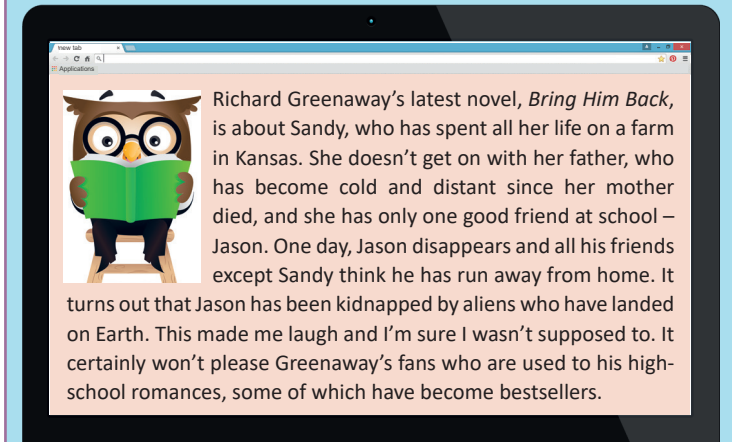 new tab
Applications
Richard Greenaway's latest novel, Bring Him Back,
is about Sandy, who has spent all her life on a farm
in Kansas. She doesn't get on with her father, who
has become cold and distant since her mother
died, and she has only one good friend at school –
Jason. One day, Jason disappears and all his friends
except Sandy think he has run away from home. It
turns out that Jason has been kidnapped by aliens who have landed
on Earth. This made me laugh and I'm sure I wasn't supposed to. It
certainly won't please Greenaway's fans who are used to his high-
school romances, some of which have become bestsellers.